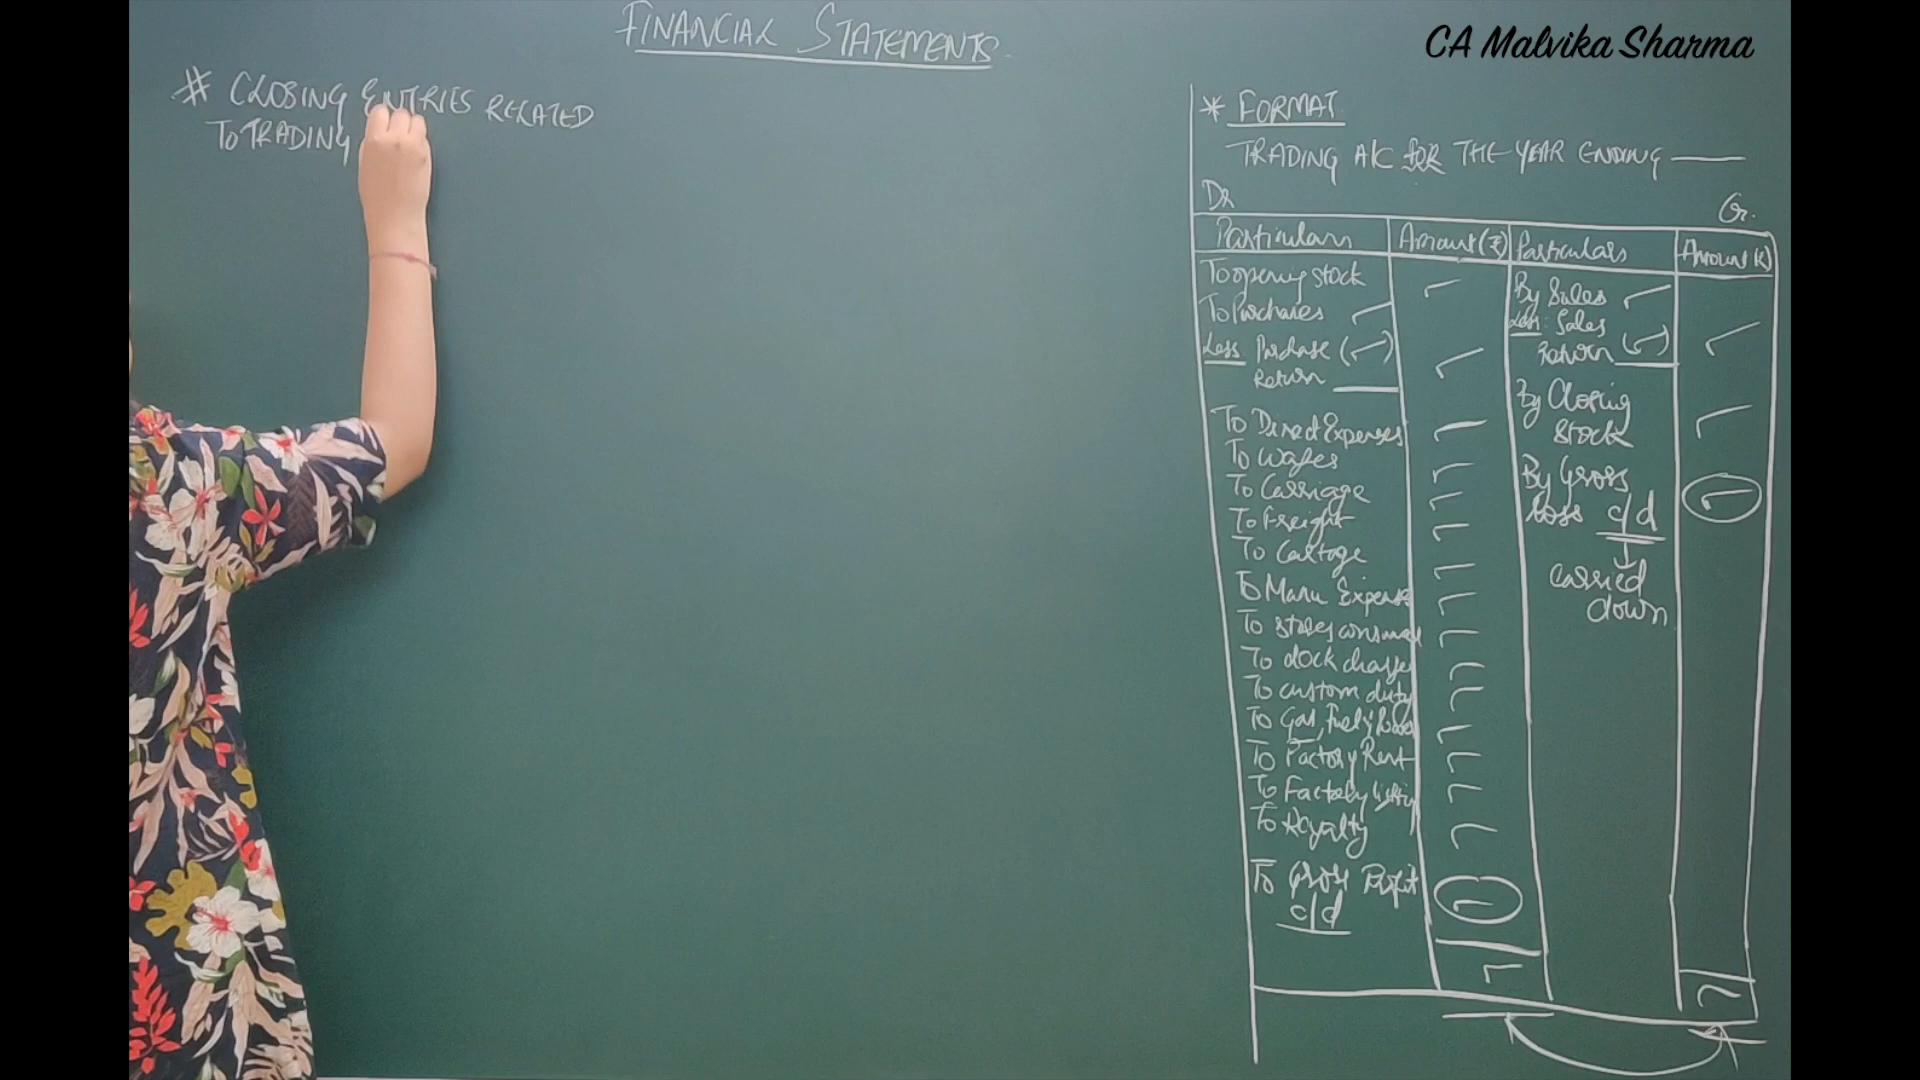 FINANCIAL STATEMENTS
CA Malvika Sharma
# CLOSING ENTRIES RELATED
TO TRADING
* FORMAT
TRADING A/C FOR THE YEAR ENDING
Dr Cr.
Particulars Amount (₹) Particulars Amount (₹)
To opening stock
To Purchases
Less Purchase (✓)
Return
To Direct Expenses
To Wages
To Carriage
To Freight
To Cartage
To Manu Expense
To stores consumed
To dock charges
To custom duty
To Gas, Fuel,
To Factory Rent
To Factory
To Royalty
To Gross Profit
c/d
By Sales
Less: Sales
Return (✓)
By Closing
Stock
By Gross
loss c/d
carried
down